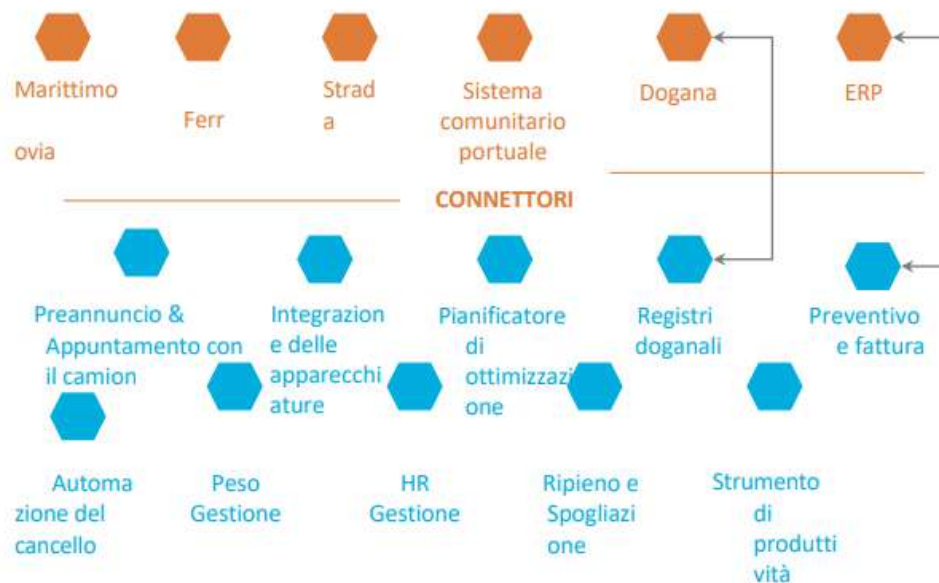 Marittimo
Ferr
ovia
Strad
a
Sistema
comunitario
portuale
Dogana
ERP
CONNETTORI
Preannuncio &
Appuntamento con
il camion
Integrazion
e delle
apparecchi
ature
Pianificatore
di
ottimizzazi
one
Registri
doganali
Preventivo
e fattura
Automa
zione del
cancello
Peso
Gestione
HR
Gestione
Ripieno e
Spogliazi
one
Strumento
di
produtti
vità